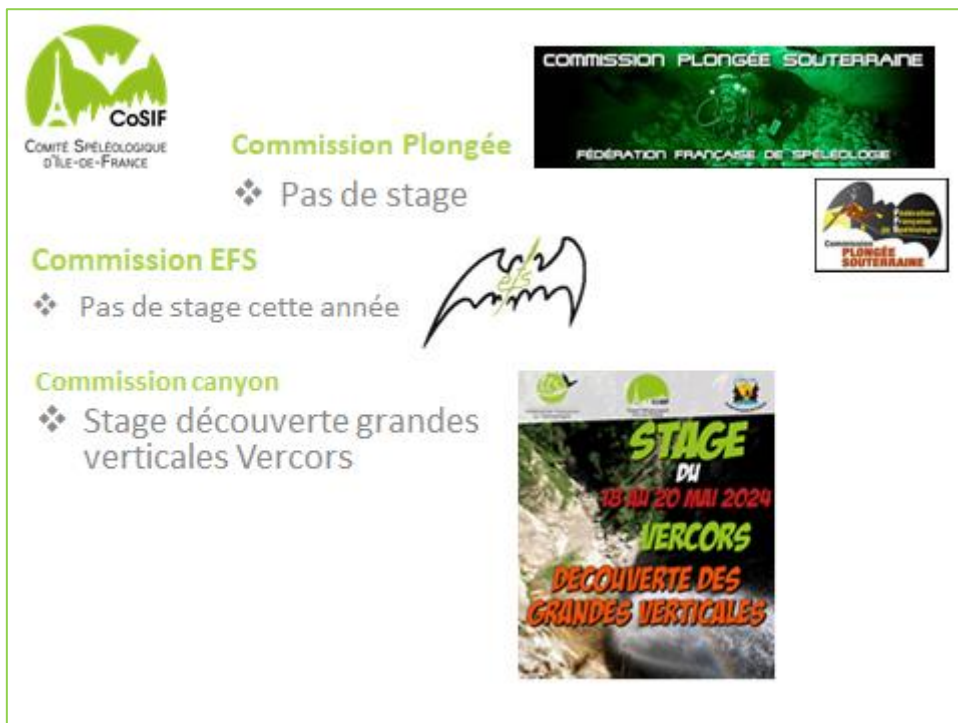 CoSIF
COMITÉ SPÉLÉOLOGIQUE
D'ÎLE-DE-FRANCE
COMMISSION PLONGÉE SOUTERRAINE
FÉDÉRATION FRANÇAISE DE SPÉLÉOLOGIE
Commission Plongée
Pas de stage
Fédération
Française
de Spéléologie
Commission
PLONGÉE
SOUTERRAINE
Commission EFS
Pas de stage cette année
efs
Commission canyon
Stage découverte grandes
verticales Vercors
CoSIF
STAGE
DU
18 AU 20 MAI 2024
VERCORS
DECOUVERTE DES
GRANDES VERTICALES